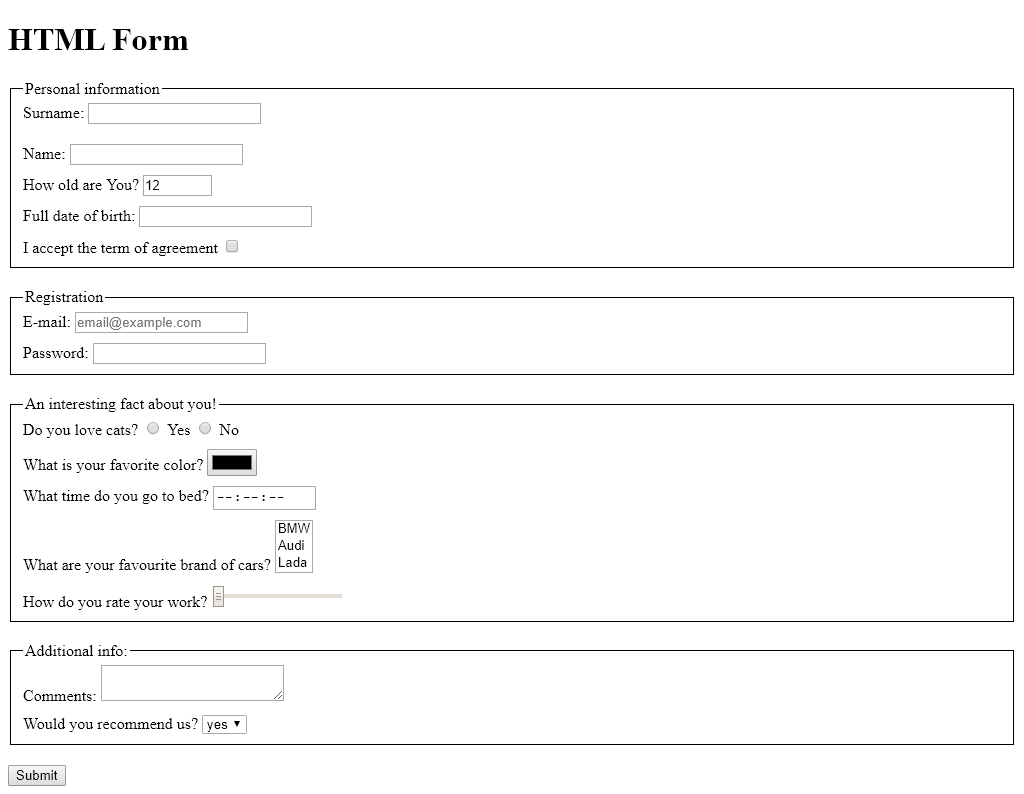 HTML Form
Personal information
Surname:
Name:
How old are You? 12
Full date of birth:
I accept the term of agreement
Registration
E-mail: email@example.com
Password:
An interesting fact about you!
Do you love cats? Yes No
What is your favorite color?
What time do you go to bed? --:--:--
BMW
Audi
What are your favourite brand of cars? Lada
How do you rate your work?
Additional info:
Comments:
Would you recommend us? yes
Submit